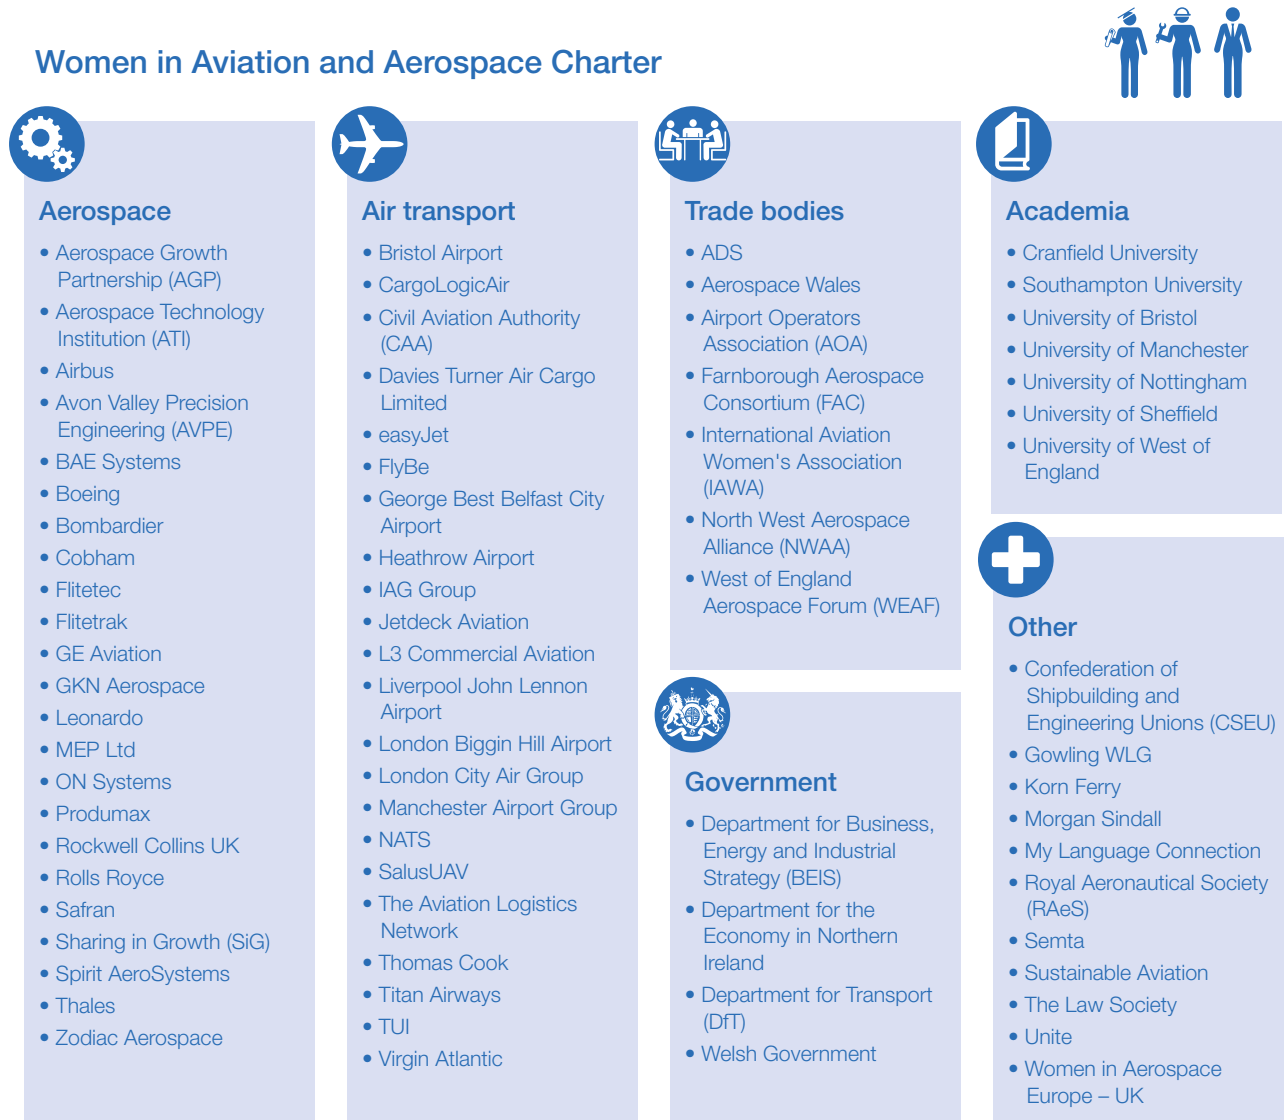 Women in Aviation and Aerospace Charter
Aerospace
• Aerospace Growth
Partnership (AGP)
• Aerospace Technology
Institution (ATI)
• Airbus
• Avon Valley Precision
Engineering (AVPE)
• BAE Systems
• Boeing
• Bombardier
• Cobham
• Flitetec
• Flitetrak
• GE Aviation
• GKN Aerospace
• Leonardo
• MEP Ltd
• ON Systems
• Produmax
• Rockwell Collins UK
• Rolls Royce
• Safran
• Sharing in Growth (SiG)
• Spirit AeroSystems
• Thales
• Zodiac Aerospace
Air transport
• Bristol Airport
• CargoLogicAir
• Civil Aviation Authority
(CAA)
• Davies Turner Air Cargo
Limited
• easyJet
• FlyBe
• George Best Belfast City
Airport
• Heathrow Airport
• IAG Group
• Jetdeck Aviation
• L3 Commercial Aviation
• Liverpool John Lennon
Airport
• London Biggin Hill Airport
• London City Air Group
• Manchester Airport Group
• NATS
• SalusUAV
• The Aviation Logistics
Network
• Thomas Cook
• Titan Airways
• TUI
• Virgin Atlantic
Trade bodies
• ADS
• Aerospace Wales
• Airport Operators
Association (AOA)
• Farnborough Aerospace
Consortium (FAC)
• International Aviation
Women's Association
(IAWA)
• North West Aerospace
Alliance (NWAA)
• West of England
Aerospace Forum (WEAF)
Government
• Department for Business,
Energy and Industrial
Strategy (BEIS)
• Department for the
Economy in Northern
Ireland
• Department for Transport
(DfT)
• Welsh Government
Academia
• Cranfield University
• Southampton University
• University of Bristol
• University of Manchester
• University of Nottingham
• University of Sheffield
• University of West of
England
Other
• Confederation of
Shipbuilding and
Engineering Unions (CSEU)
• Gowling WLG
• Korn Ferry
• Morgan Sindall
• My Language Connection
• Royal Aeronautical Society
(RAeS)
• Semta
• Sustainable Aviation
• The Law Society
• Unite
• Women in Aerospace
Europe – UK